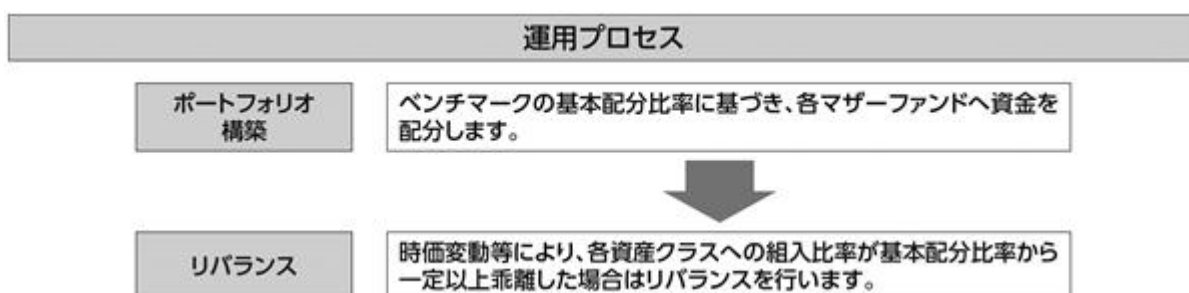 運用プロセス
ポートフォリオ
構築
ベンチマークの基本配分比率に基づき、各マザーファンドへ資金を
配分します。
リバランス
時価変動等により、各資産クラスへの組入比率が基本配分比率から
一定以上乖離した場合はリバランスを行います。